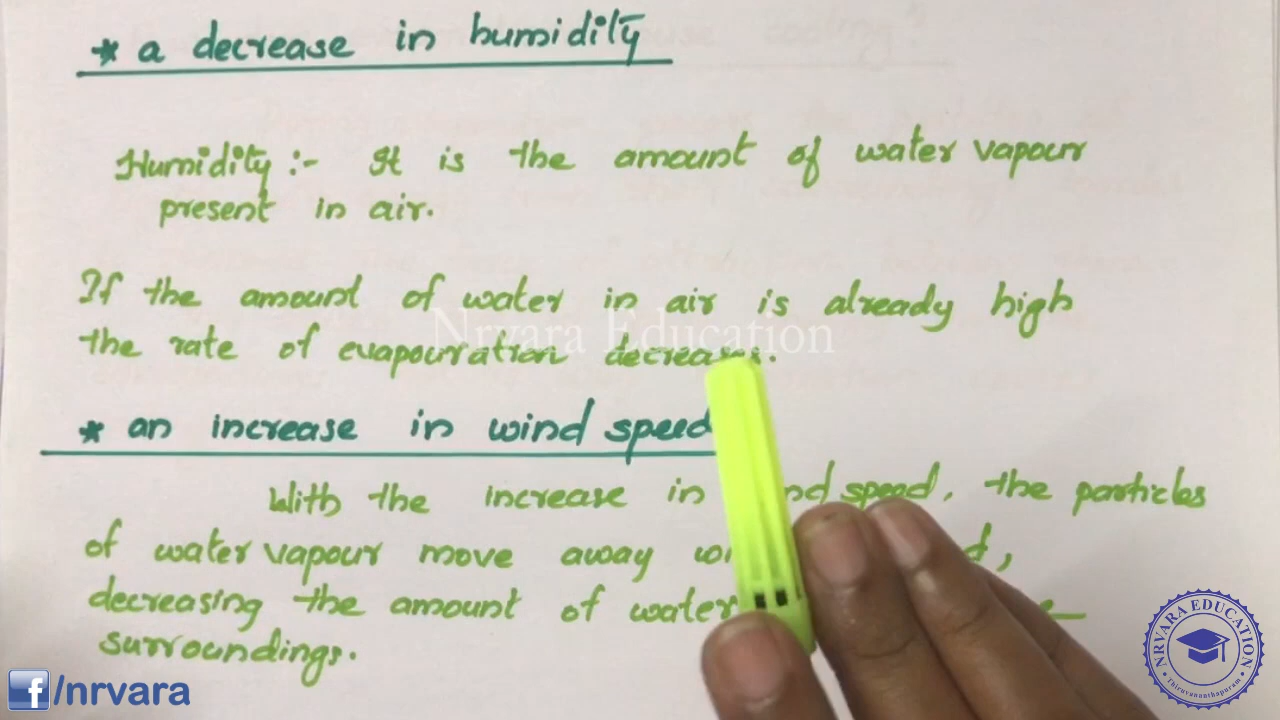 * a decrease in humidity
Humidity :- It is the amount of water vapour
present in air.
If the amount of water in air is already high
the rate of evapouration decreases.
Nrvara Education
* an increase in wind speed
With the increase in speed, the particles
of water vapour move away ,
decreasing the amount of water
surroundings.
f/nrvara
NRVARA EDUCATION
Thiruvananthapuram